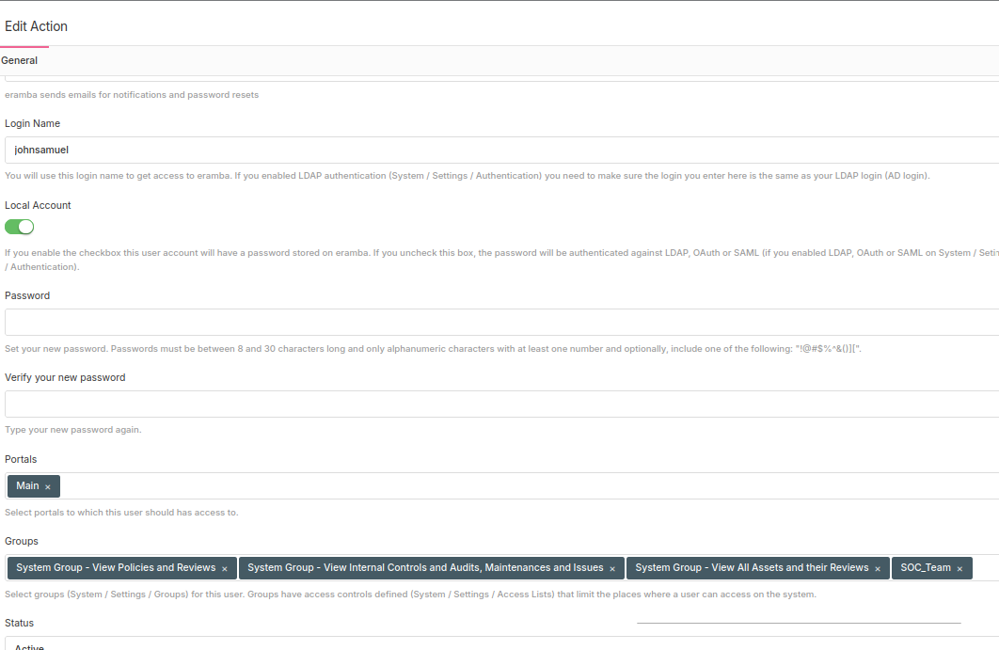 Edit Action
General
eramba sends emails for notifications and password resets
Login Name
johnsamuel
You will use this login name to get access to eramba. If you enabled LDAP authentication (System / Settings / Authentication) you need to make sure the login you enter here is the same as your LDAP login (AD login).
Local Account
If you enable the checkbox this user account will have a password stored on eramba. If you uncheck this box, the password will be authenticated against LDAP, OAuth or SAML (if you enabled LDAP, OAuth or SAML on System /
/ Authentication).
Password
Set your new password. Passwords must be between 8 and 30 characters long and only alphanumeric characters with at least one number and optionally, include one of the following: "!@#$%^&()][".
Verify your new password
Type your new password again.
Portals
Main ×
Select portals to which this user should has access to.
Groups
System Group - View Policies and Reviews × System Group - View Internal Controls and Audits, Maintenances and Issues × System Group - View All Assets and their Reviews × SOC_Team ×
Select groups (System / Settings / Groups) for this user. Groups have access controls defined (System / Settings / Access Lists) that limit the places where a user can access on the system.
Status
Active